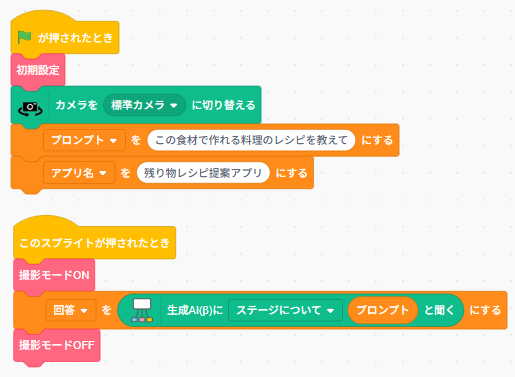 が押されたとき
初期設定
カメラを 標準カメラ に切り替える
プロンプト を この食材で作れる料理のレシピを教えて にする
アプリ名 を 残り物レシピ提案アプリ にする
このスプライトが押されたとき
撮影モードON
回答 を 生成AI(β)に ステージについて プロンプト と聞く にする
撮影モードOFF